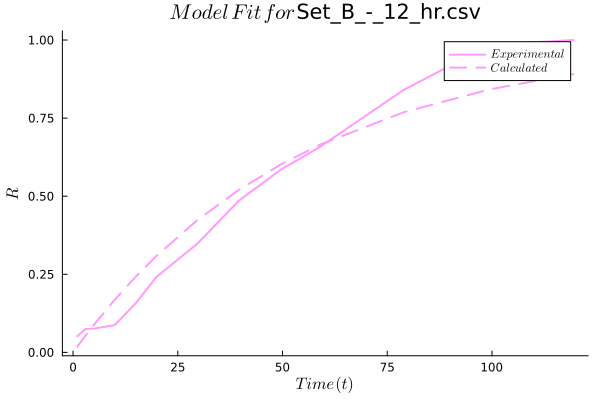 Model Fit for Set_B_-_12_hr.csv
1.00
0.75
0.50
0.25
0.00
R
Experimental
Calculated
0
25
50
75
100
Time(t)